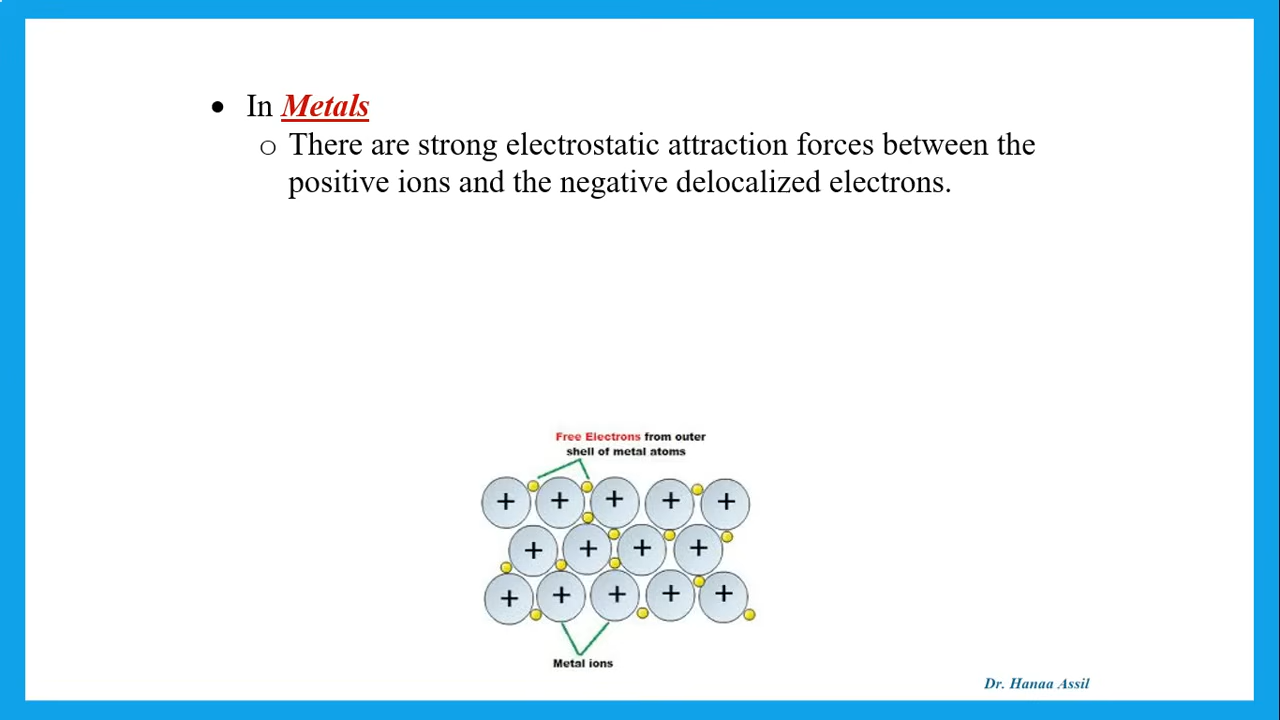 • In Metals
o There are strong electrostatic attraction forces between the
positive ions and the negative delocalized electrons.
Free Electrons from outer
shell of metal atoms
+ + + + +
+ + + +
+ + + + +
Metal ions
Dr. Hanaa Assil